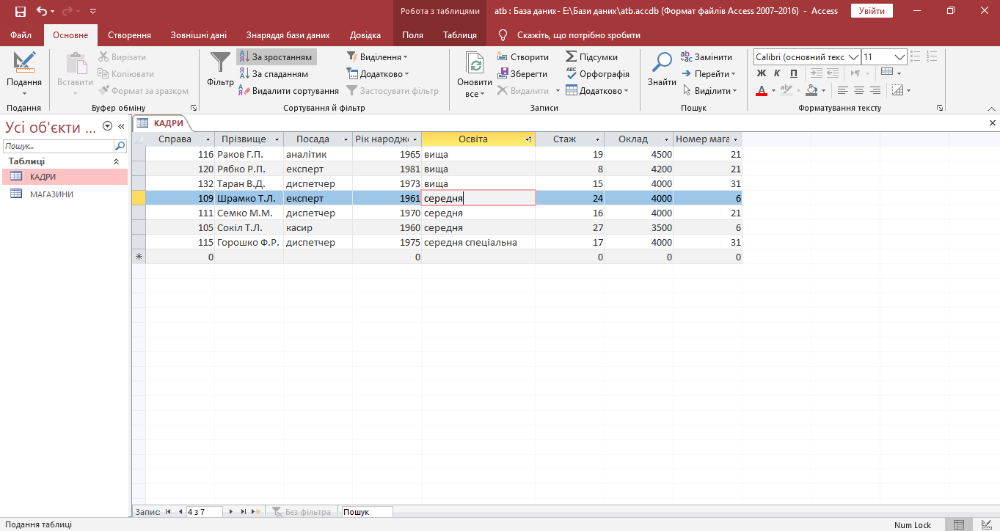 Робота з таблицями atb : База даних- E:\Бази даних\atb.accdb (Формат файлів Access 2007–2016) - Access Увійти
Файл Основне Створення Зовнішні дані Знаряддя бази даних Довідка Поля Таблиця Скажіть, що потрібно зробити
Подання
Подання
Вставити
Вирізати
Копіювати
Формат за зразком
Буфер обміну
Фільтр
За зростанням
За спаданням
Видалити сортування
Виділення
Додатково
Застосувати фільтр
Сортування й фільтр
Оновити
все
Створити
Зберегти
Видалити
Підсумки
Орфографія
Додатково
Записи
Знайти
Замінити
Перейти
Виділити
Пошук
Calibri (основний текс 11
Ж К П
Форматування тексту
Усі об'єкти ...
Пошук...
Таблиці
КАДРИ
МАГАЗИНИ
КАДРИ
Справа Прізвище Посада Рік народже Освіта Стаж Оклад Номер мага
116 Раков Г.П. аналітик 1965 вища 19 4500 21
120 Рябко Р.П. експерт 1981 вища 8 4200 21
132 Таран В.Д. диспетчер 1973 вища 15 4000 31
109 Шрамко Т.Л. експерт 1961 середня 24 4000 6
111 Семко М.М. диспетчер 1970 середня 16 4000 21
105 Сокіл Т.Л. касир 1960 середня 27 3500 6
115 Горошко Ф.Р. диспетчер 1975 середня спеціальна 17 4000 31
0 0 0 0 0
Запис: 4 з 7 Без фільтра Пошук
Подання таблиці Num Lock